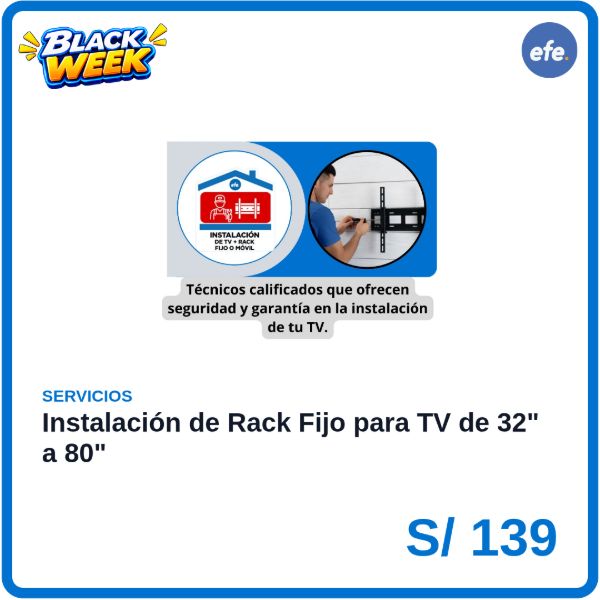 BLACK
WEEK
efe.
efe
INSTALACIÓN
DE TV + RACK
FIJO O MÓVIL
Técnicos calificados que ofrecen
seguridad y garantía en la instalación
de tu TV.
SERVICIOS
Instalación de Rack Fijo para TV de 32"
a 80"
S/ 139